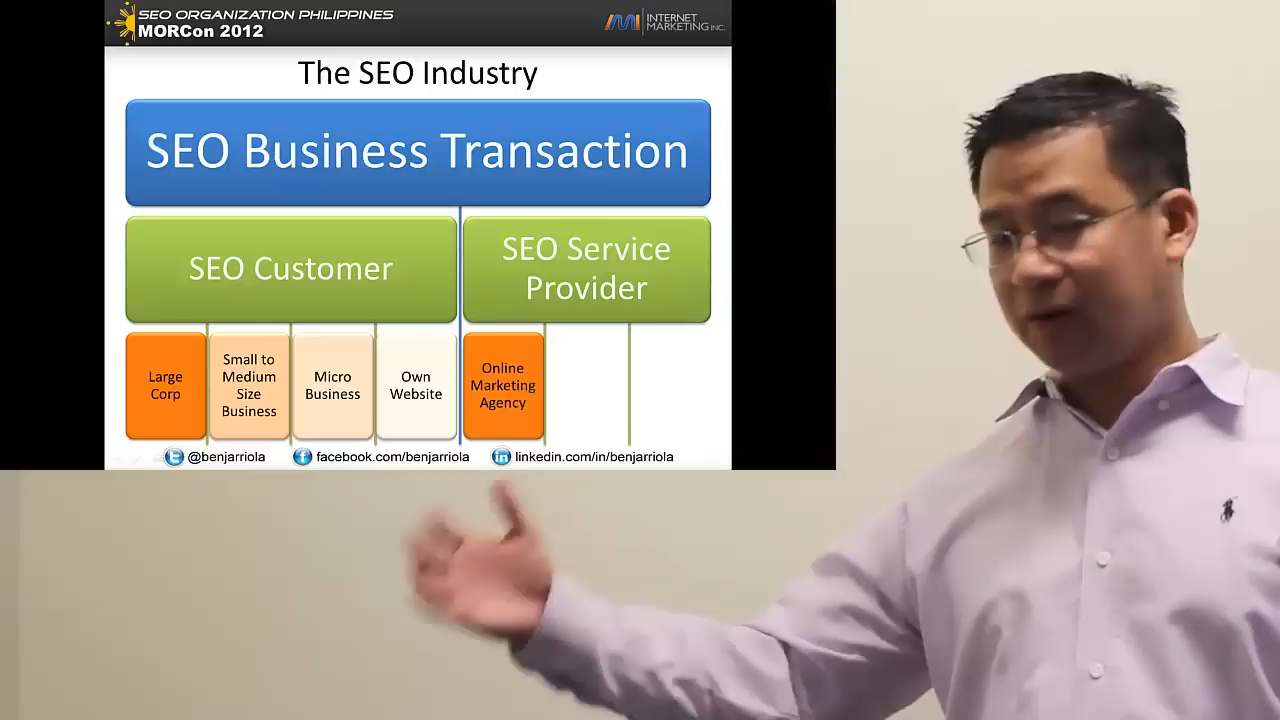 SEO ORGANIZATION PHILIPPINES
MORCon 2012
INTERNET
MARKETING INC.
The SEO Industry
SEO Business Transaction
SEO Customer
SEO Service
Provider
Large
Corp
Small to
Medium
Size
Business
Micro
Business
Own
Website
Online
Marketing
Agency
@benjarriola
facebook.com/benjarriola
linkedin.com/in/benjarriola